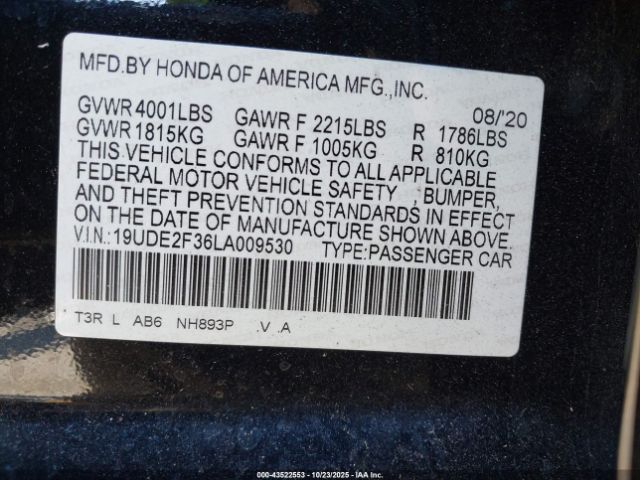 MFD.BY HONDA OF AMERICA MFG.,INC.
08/'20
GVWR 4001LBS GAWR F 2215LBS R 1786LBS
GVWR 1815KG GAWR F 1005KG R 810KG
THIS VEHICLE CONFORMS TO ALL APPLICABLE
FEDERAL MOTOR VEHICLE SAFETY , BUMPER,
AND THEFT PREVENTION STANDARDS IN EFFECT
ON THE DATE OF MANUFACTURE SHOWN ABOVE.
V.I.N.:19UDE2F36LA009530 TYPE:PASSENGER CAR
T3R L AB6 NH893P .V .A
© 43522553 | 10/23/2025 | IAA Inc.